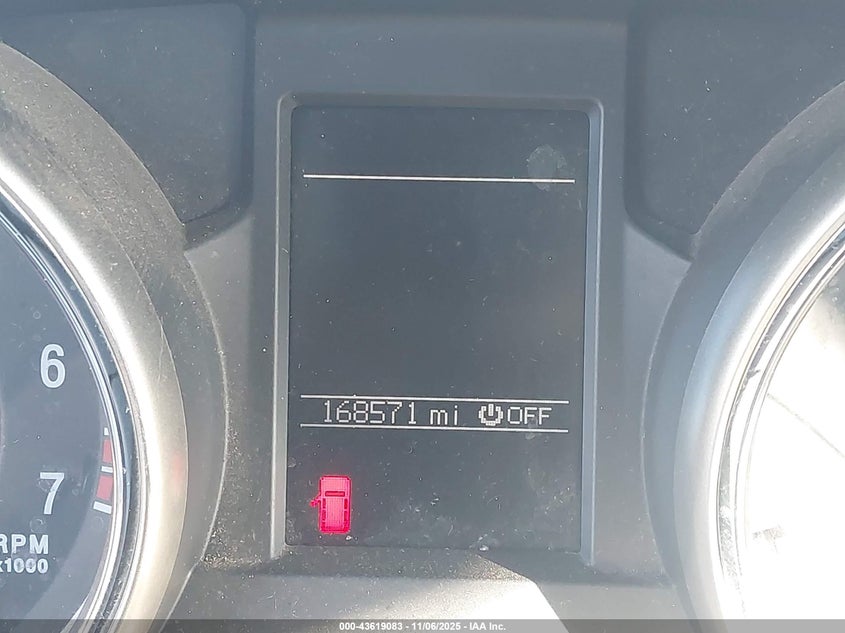 168571 mi OFF
6
7
RPM
x1000
000-43619083 - 11/06/2025 - IAA Inc.